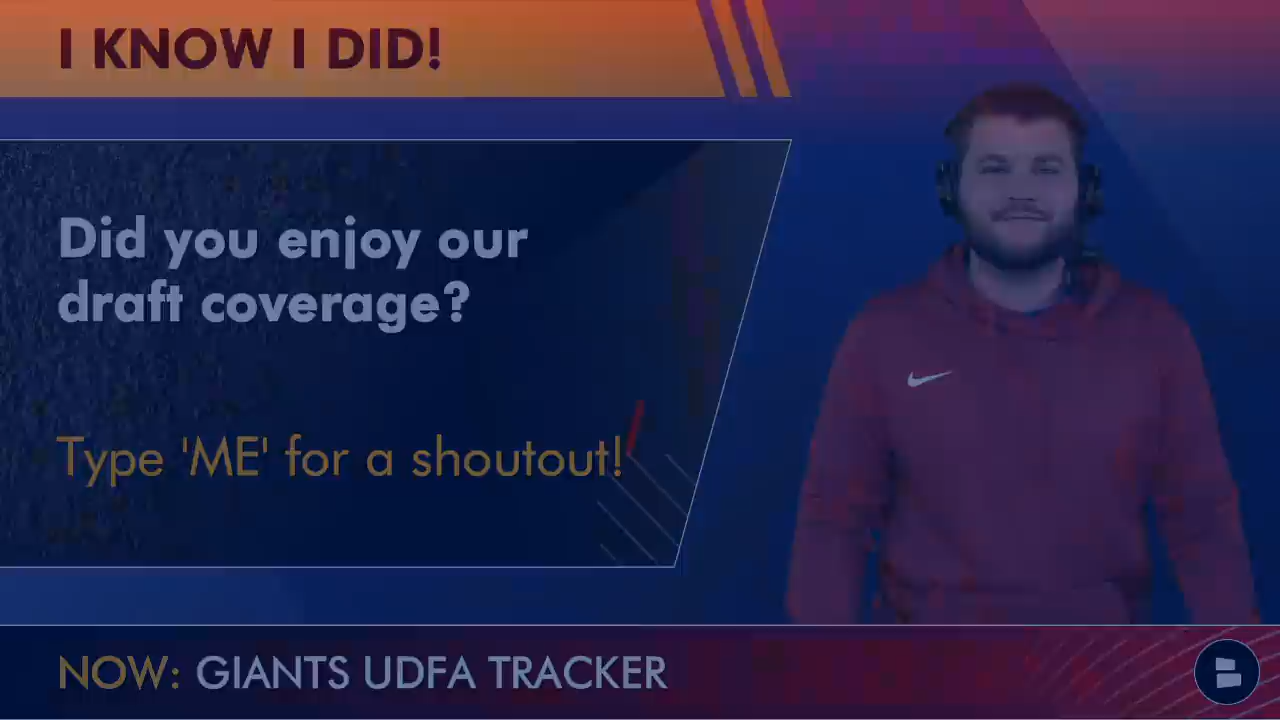 I KNOW I DID!
Did you enjoy our
draft coverage?
Type 'ME' for a shoutout!
NOW: GIANTS UDFA TRACKER